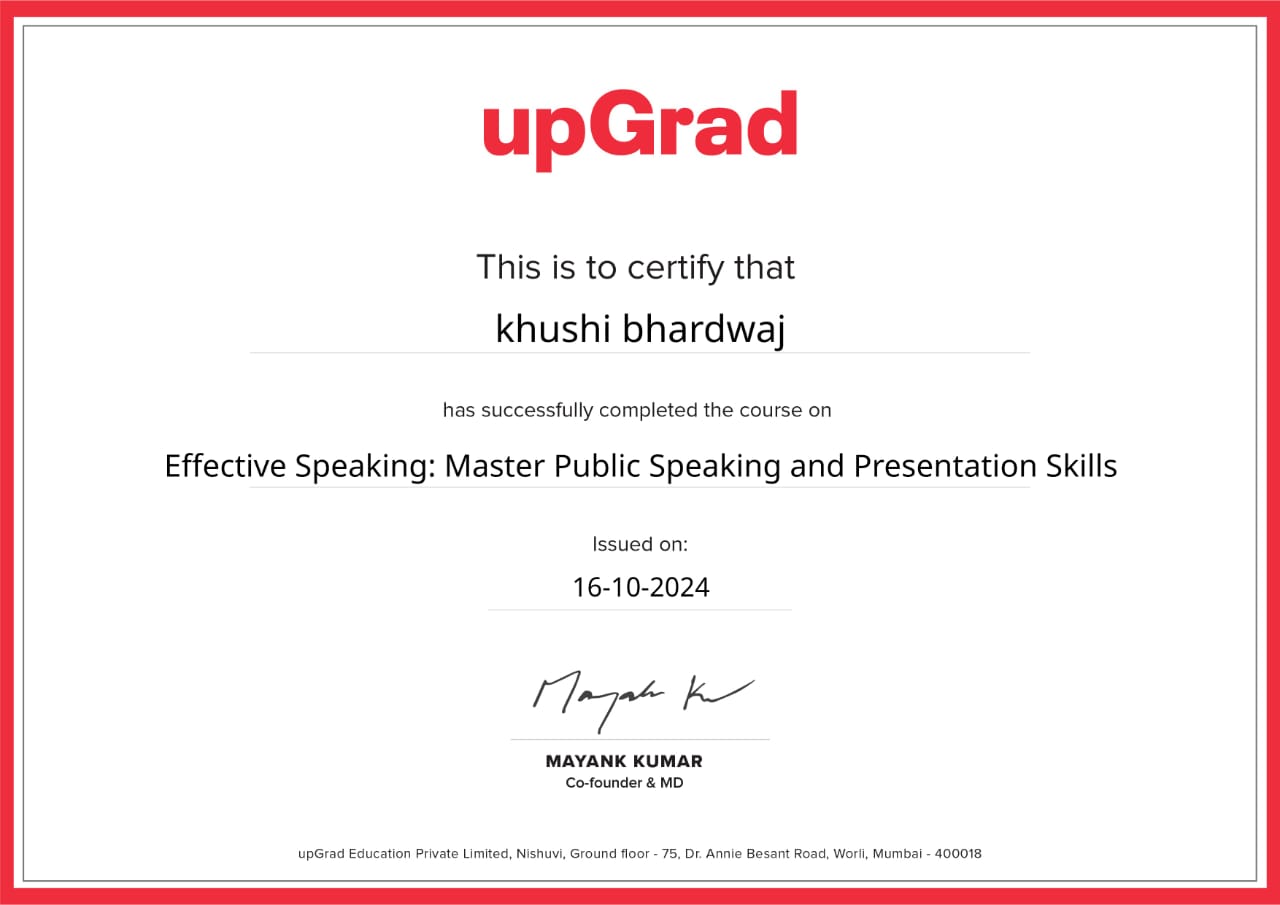 upGrad
This is to certify that
khushi bhardwaj
has successfully completed the course on
Effective Speaking: Master Public Speaking and Presentation Skills
Issued on:
16-10-2024
MAYANK KUMAR
Co-founder & MD
upGrad Education Private Limited, Nishuvi, Ground floor - 75, Dr. Annie Besant Road, Worli, Mumbai - 400018